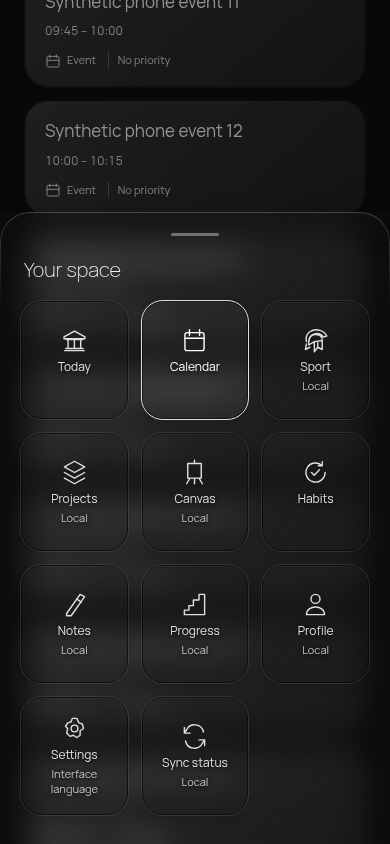 Synthetic phone event 11
09:45 – 10:00
Event No priority
Synthetic phone event 12
10:00 – 10:15
Event No priority
Your space
Today
Calendar
Sport
Local
Projects
Local
Canvas
Local
Habits
Notes
Local
Progress
Local
Profile
Local
Settings
Interface
language
Sync status
Local